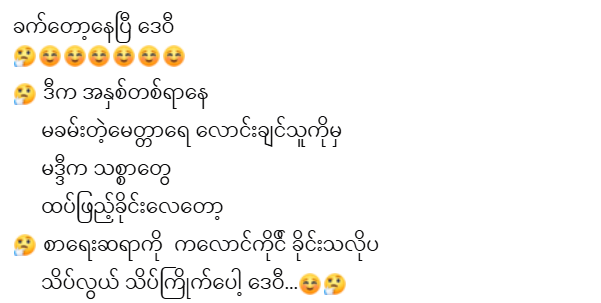 ခက်တော့နေပြီ ဒေဝီ
🤔☺️☺️☺️☺️☺️☺️
🤔 ဒီက အနှစ်တစ်ရာနေ
မခမ်းတဲ့မေတ္တာရေ လောင်းချင်သူကိုမှ
မဒ္ဒီက သစ္စာတွေ
ထပ်ဖြည့်ခိုင်းလေတော့
🤔 စာရေးဆရာကို ကလောင်ကိုင်ိ ခိုင်းသလိုပ
သိပ်လွယ် သိပ်ကြိုက်ပေါ့ ဒေဝီ...☺️🤔